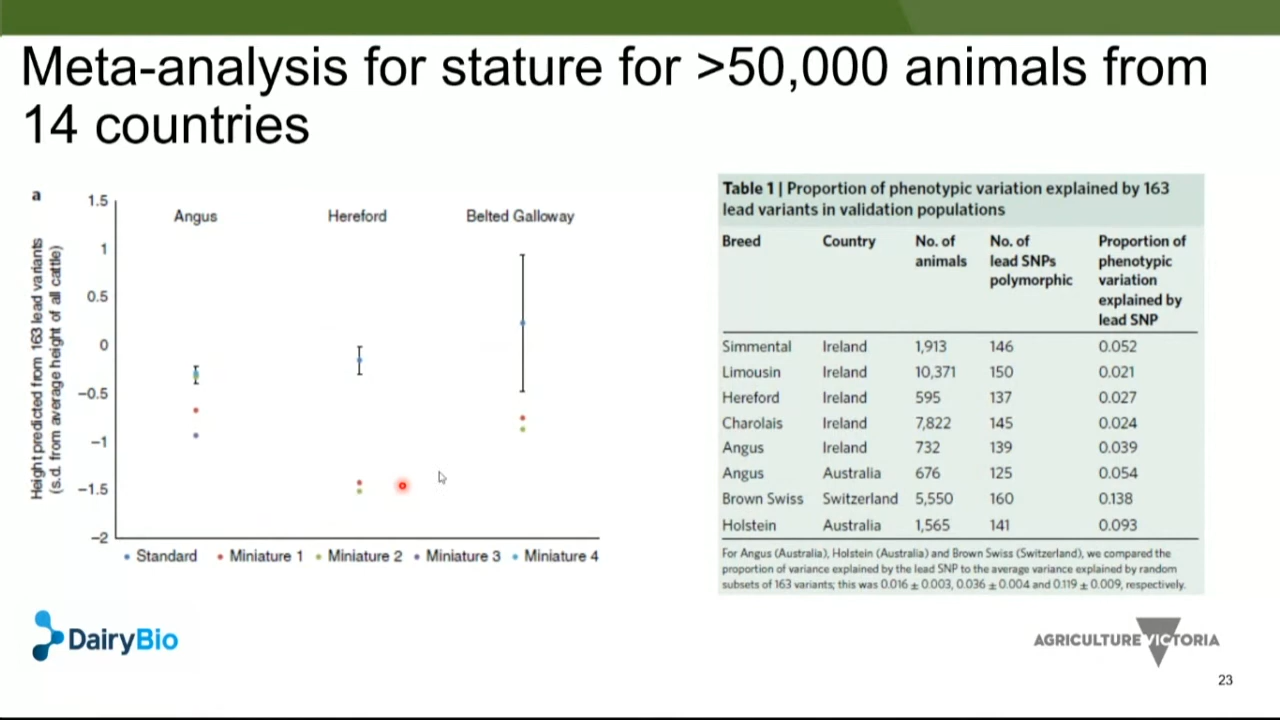 Meta-analysis for stature for >50,000 animals from
14 countries
a
Height predicted from 163 lead variants
(s.d. from average height of all cattle)
1.5
1
0.5
0
−0.5
−1
−1.5
−2
Angus
Hereford
Belted Galloway
Standard
Miniature 1
Miniature 2
Miniature 3
Miniature 4
Table 1 | Proportion of phenotypic variation explained by 163
lead variants in validation populations
Breed Country No. of animals No. of lead SNPs polymorphic Proportion of phenotypic variation explained by lead SNP
Simmental Ireland 1,913 146 0.052
Limousin Ireland 10,371 150 0.021
Hereford Ireland 595 137 0.027
Charolais Ireland 7,822 145 0.024
Angus Ireland 732 139 0.039
Angus Australia 676 125 0.054
Brown Swiss Switzerland 5,550 160 0.138
Holstein Australia 1,565 141 0.093
For Angus (Australia), Holstein (Australia) and Brown Swiss (Switzerland), we compared the
proportion of variance explained by the lead SNP to the average variance explained by random
subsets of 163 variants; this was 0.016 ± 0.003, 0.036 ± 0.004 and 0.119 ± 0.009, respectively.
DairyBio
AGRICULTURE VICTORIA
23